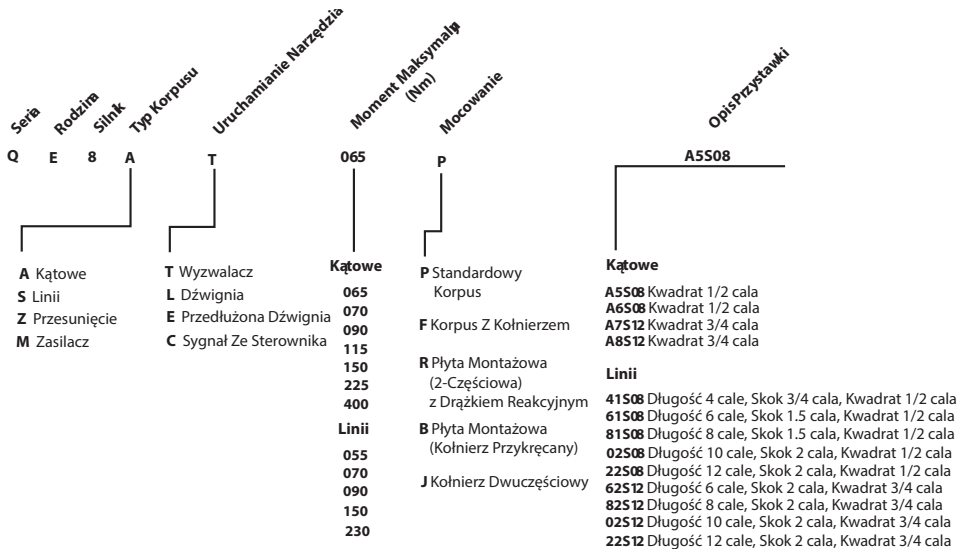 Seria
Rodzina
Silnik
Typ Korpusu
Uruchamianie Narzędzia
Moment Maksymalny
(Nm)
Mocowanie
Opis Przystawki
Q E 8 A T 065 P A5S08
A Kątowe
S Linii
Z Przesunięcie
M Zasilacz
T Wyzwalacz
L Dźwignia
E Przedłużona Dźwignia
C Sygnał Ze Sterownika
Kątowe
065
070
090
115
150
225
400
Linii
055
070
090
150
230
P Standardowy
Korpus
F Korpus Z Kołnierzem
R Płyta Montażowa
(2-Częściowa)
z Drążkiem Reakcyjnym
B Płyta Montażowa
(Kołnierz Przykręcany)
J Kołnierz Dwuczęściowy
Kątowe
A5S08 Kwadrat 1/2 cala
A6S08 Kwadrat 1/2 cala
A7S12 Kwadrat 3/4 cala
A8S12 Kwadrat 3/4 cala
Linii
41S08 Długość 4 cale, Skok 3/4 cala, Kwadrat 1/2 cala
61S08 Długość 6 cale, Skok 1.5 cala, Kwadrat 1/2 cala
81S08 Długość 8 cale, Skok 1.5 cala, Kwadrat 1/2 cala
02S08 Długość 10 cale, Skok 2 cala, Kwadrat 1/2 cala
22S08 Długość 12 cale, Skok 2 cala, Kwadrat 1/2 cala
62S12 Długość 6 cale, Skok 2 cala, Kwadrat 3/4 cala
82S12 Długość 8 cale, Skok 2 cala, Kwadrat 3/4 cala
02S12 Długość 10 cale, Skok 2 cala, Kwadrat 3/4 cala
22S12 Długość 12 cale, Skok 2 cala, Kwadrat 3/4 cala